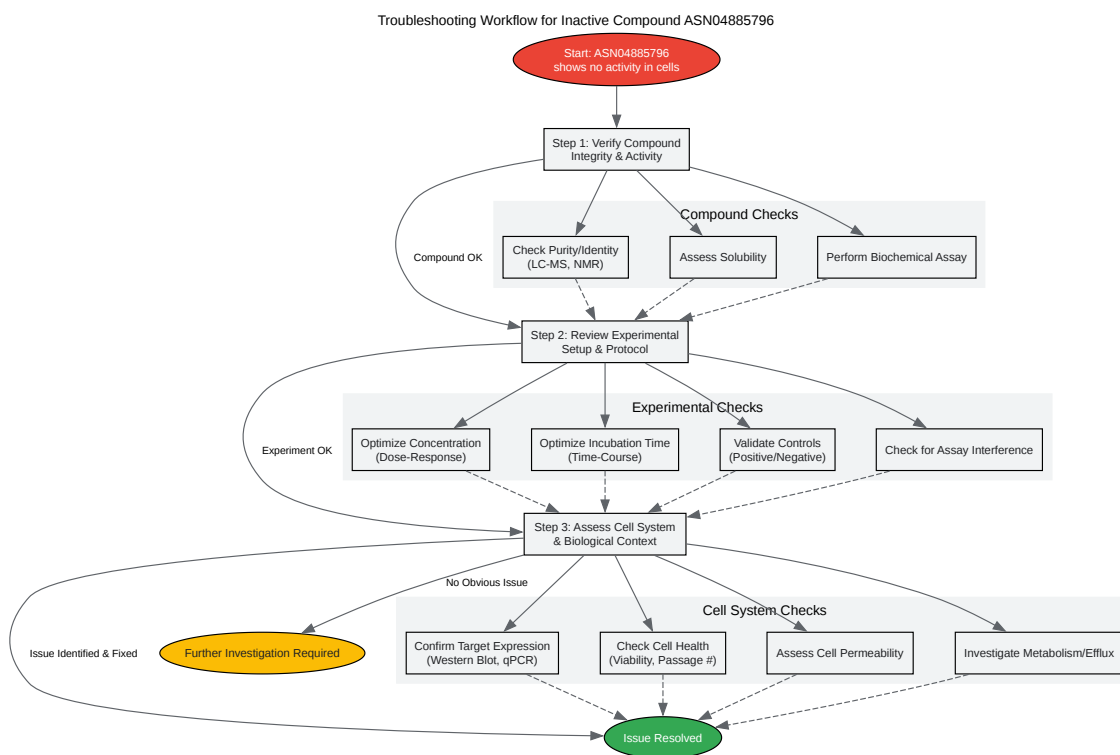 Troubleshooting Workflow for Inactive Compound ASN04885796
Start: ASN04885796
shows no activity in cells
Step 1: Verify Compound
Integrity & Activity
Compound Checks
Compound OK
Check Purity/Identity
(LC-MS, NMR)
Assess Solubility
Perform Biochemical Assay
Step 2: Review Experimental
Setup & Protocol
Experimental Checks
Experiment OK
Optimize Concentration
(Dose-Response)
Optimize Incubation Time
(Time-Course)
Validate Controls
(Positive/Negative)
Check for Assay Interference
Step 3: Assess Cell System
& Biological Context
No Obvious Issue
Cell System Checks
Issue Identified & Fixed
Further Investigation Required
Confirm Target Expression
(Western Blot, qPCR)
Check Cell Health
(Viability, Passage #)
Assess Cell Permeability
Investigate Metabolism/Efflux
Issue Resolved